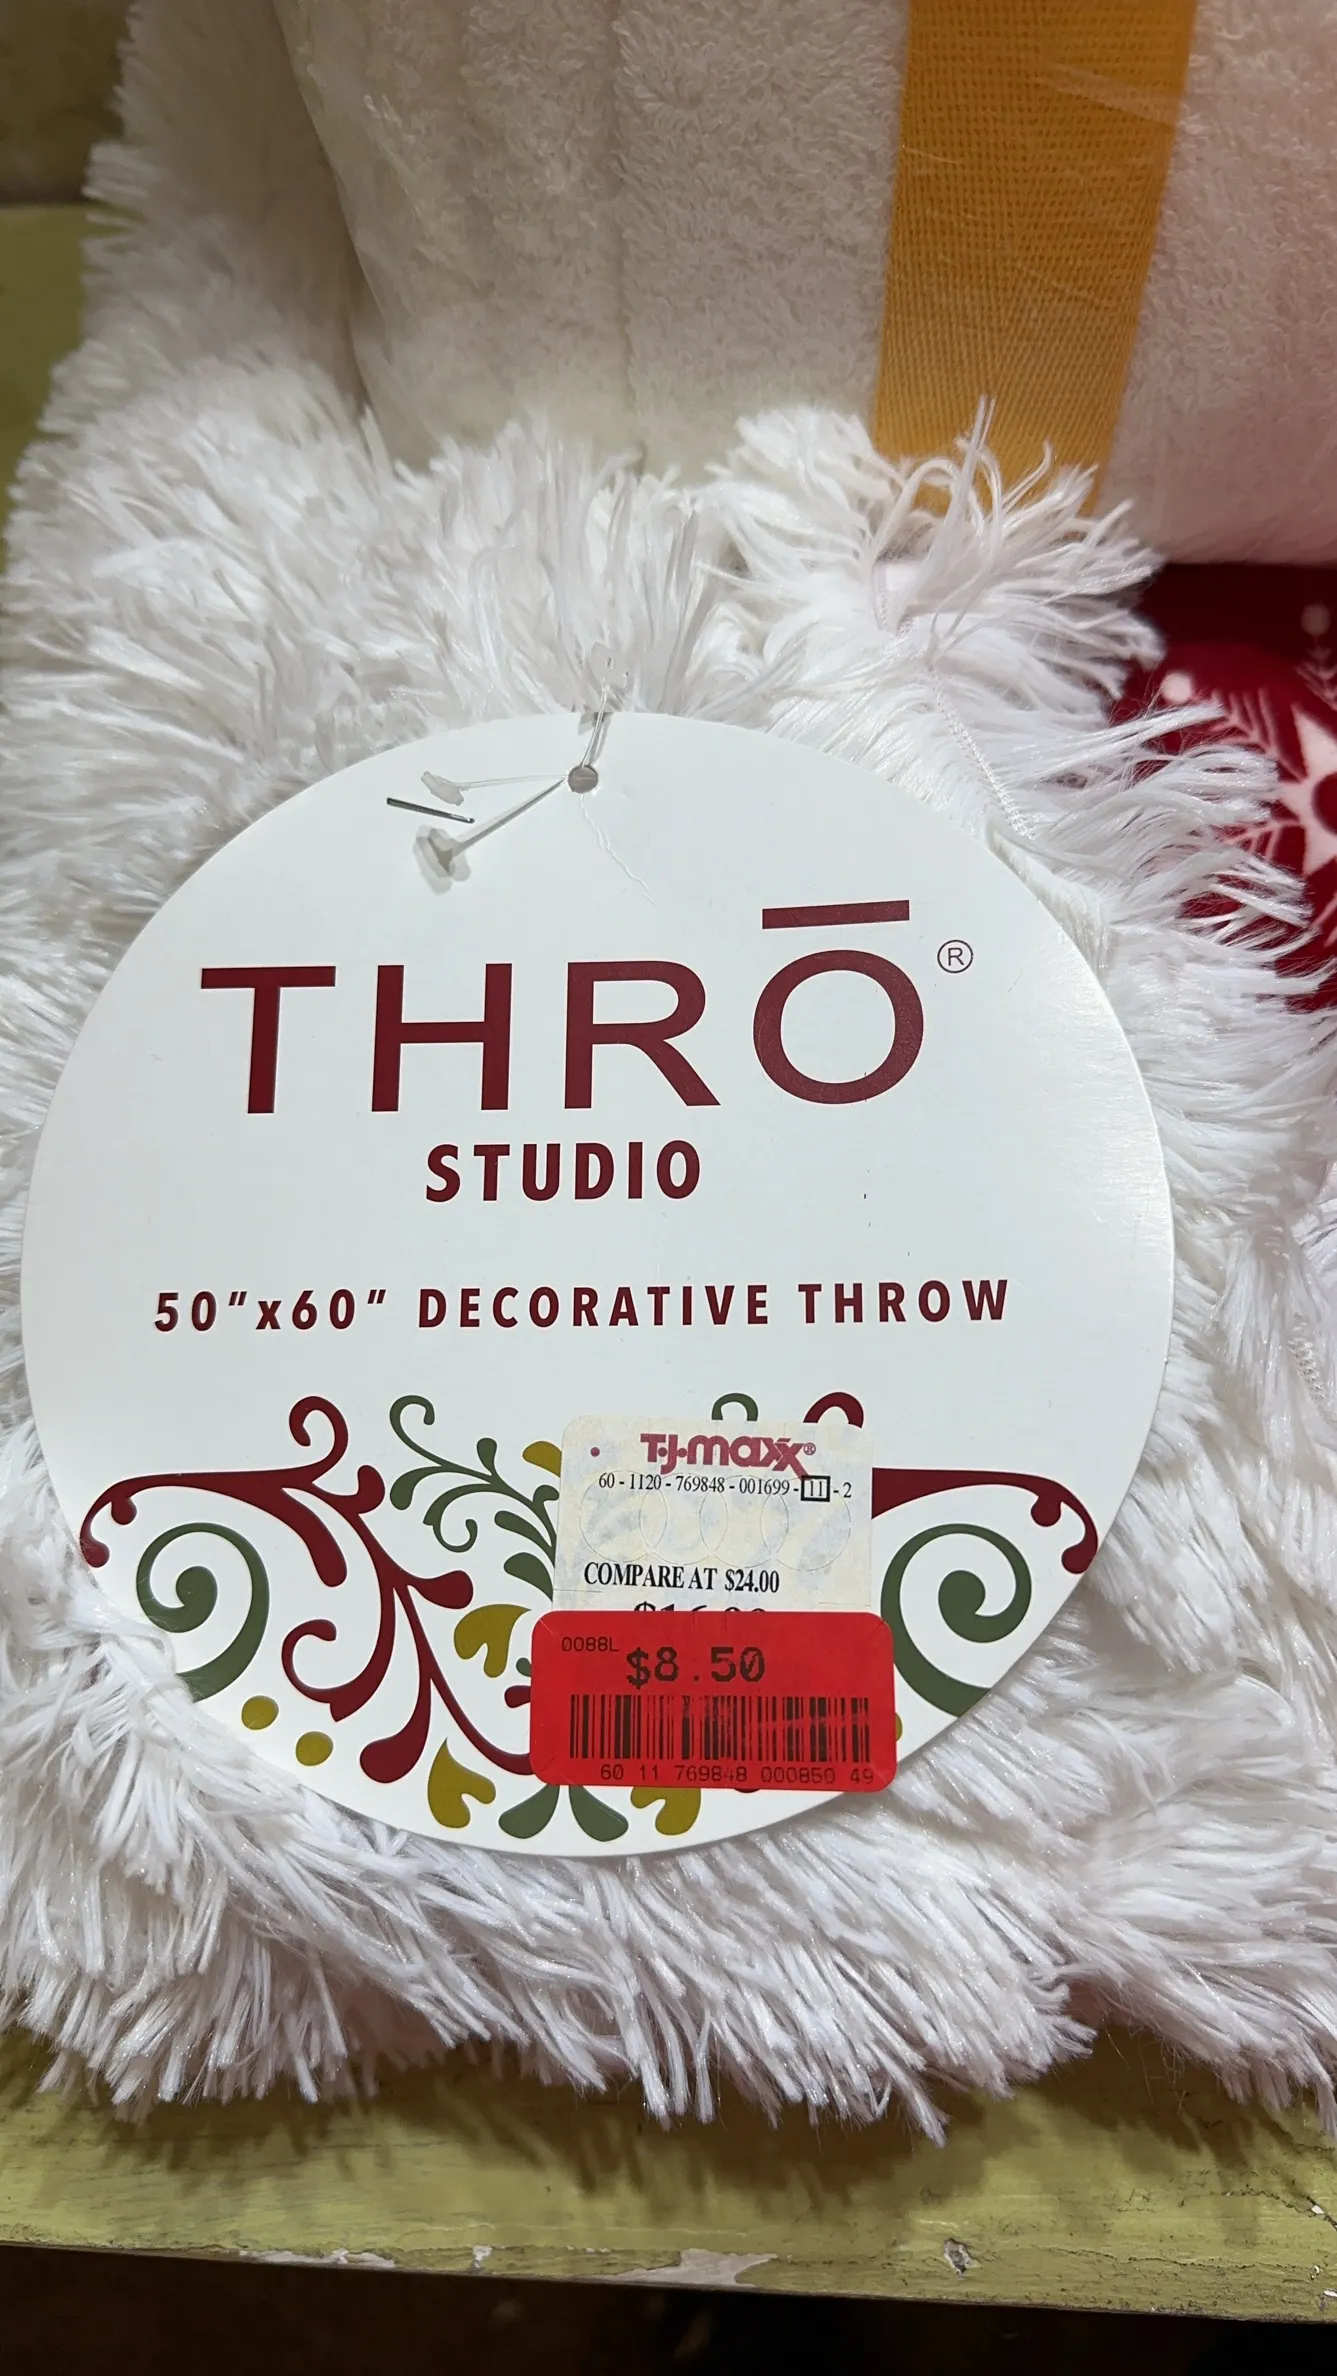 THRŌ®
STUDIO
50"x60" DECORATIVE THROW
T·J·maxx®
60 - 1120 - 769848 - 001699 - 11 - 2
COMPARE AT $24.00
0088L
$8.50
60 11 769848 000850 49